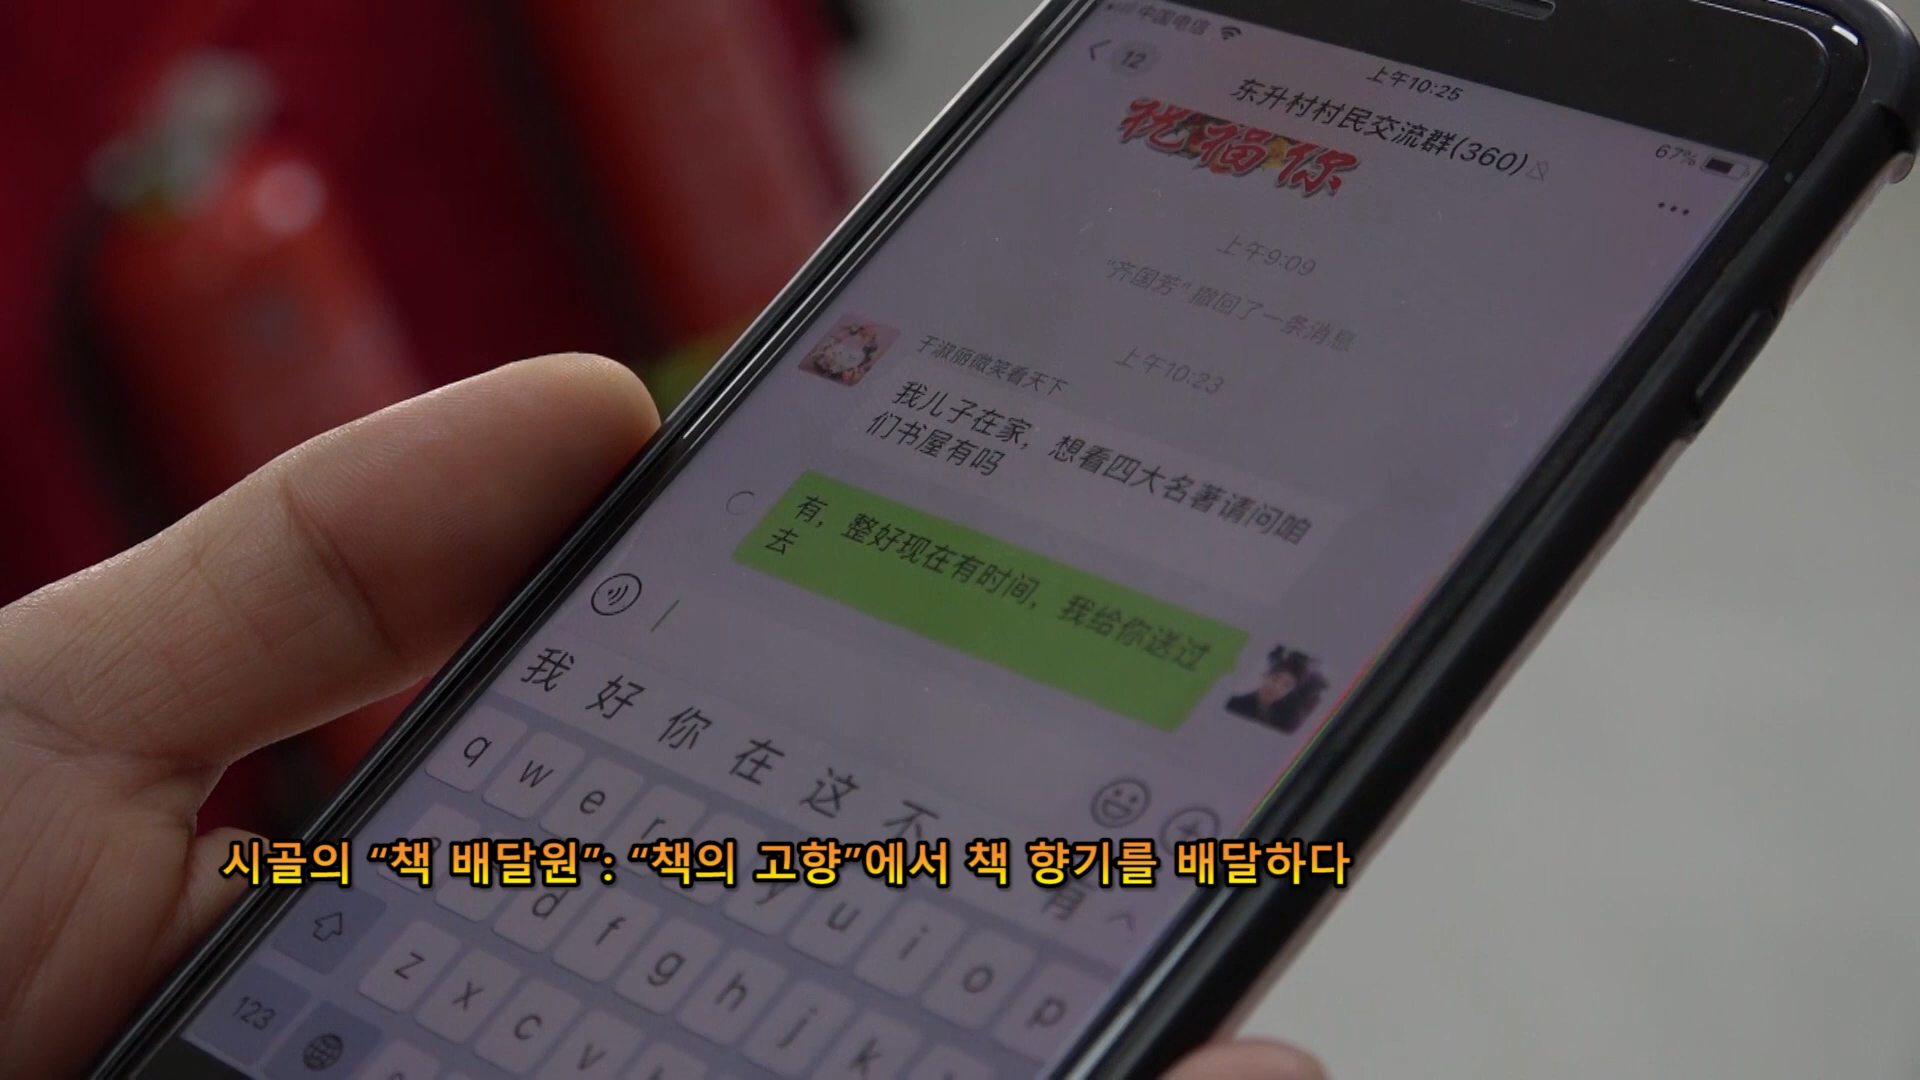 中国电信
上午10:25
67%
12
东升村村民交流群(360)
祝福你
上午9:09
“齐国芳”撤回了一条消息
上午10:23
于淑丽微笑看天下
我儿子在家，想看四大名著请问咱
们书屋有吗
有，整好现在有时间，我给你送过
去
我 好 你 在 这 不 有
q w e r y u i o p
d f g h j k
z x c v
123
시골의 “책 배달원”: “책의 고향”에서 책 향기를 배달하다